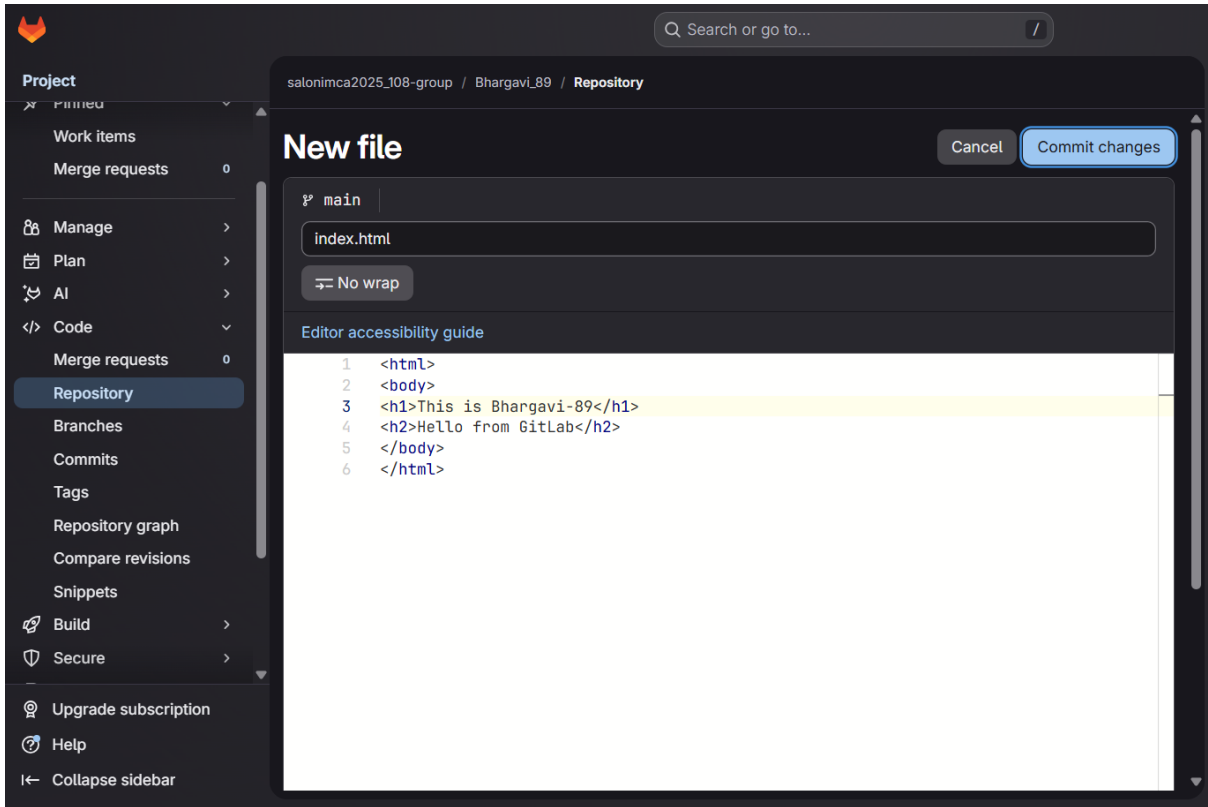 Search or go to... /
Project
salonimca2025_108-group / Bhargavi_89 / Repository
Pinned
Work items
Merge requests 0
Manage
Plan
AI
Code
Merge requests 0
Repository
Branches
Commits
Tags
Repository graph
Compare revisions
Snippets
Build
Secure
Upgrade subscription
Help
Collapse sidebar
New file
Cancel
Commit changes
main
index.html
No wrap
Editor accessibility guide
1 <html>
2 <body>
3 <h1>This is Bhargavi-89</h1>
4 <h2>Hello from GitLab</h2>
5 </body>
6 </html>